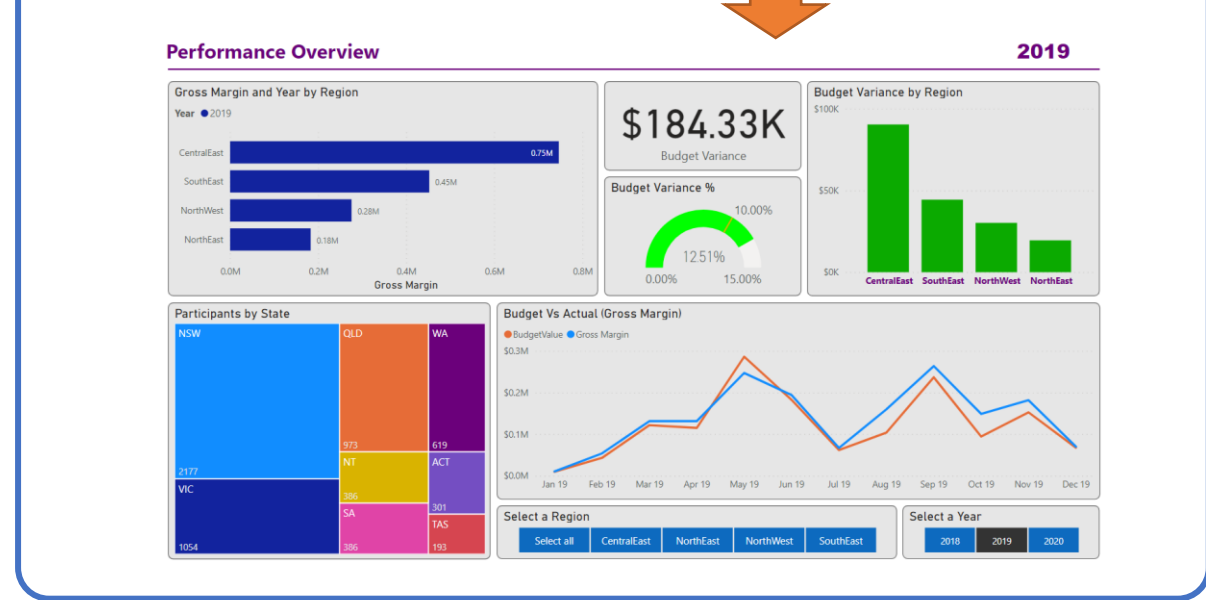 Performance Overview
2019
Gross Margin and Year by Region
Year 2019
CentralEast
0.75M
SouthEast
0.45M
NorthWest
0.28M
NorthEast
0.18M
0.0M 0.2M 0.4M 0.6M 0.8M
Gross Margin
$184.33K
Budget Variance
Budget Variance %
10.00%
12.51%
0.00% 15.00%
Budget Variance by Region
$100K
$50K
$0K
CentralEast SouthEast NorthWest NorthEast
Participants by State
NSW
2177
VIC
1054
QLD
973
NT
386
SA
386
WA
619
ACT
301
TAS
193
Budget Vs Actual (Gross Margin)
BudgetValue Gross Margin
$0.3M
$0.2M
$0.1M
$0.0M
Jan 19 Feb 19 Mar 19 Apr 19 May 19 Jun 19 Jul 19 Aug 19 Sep 19 Oct 19 Nov 19 Dec 19
Select a Region
Select all CentralEast NorthEast NorthWest SouthEast
Select a Year
2018 2019 2020